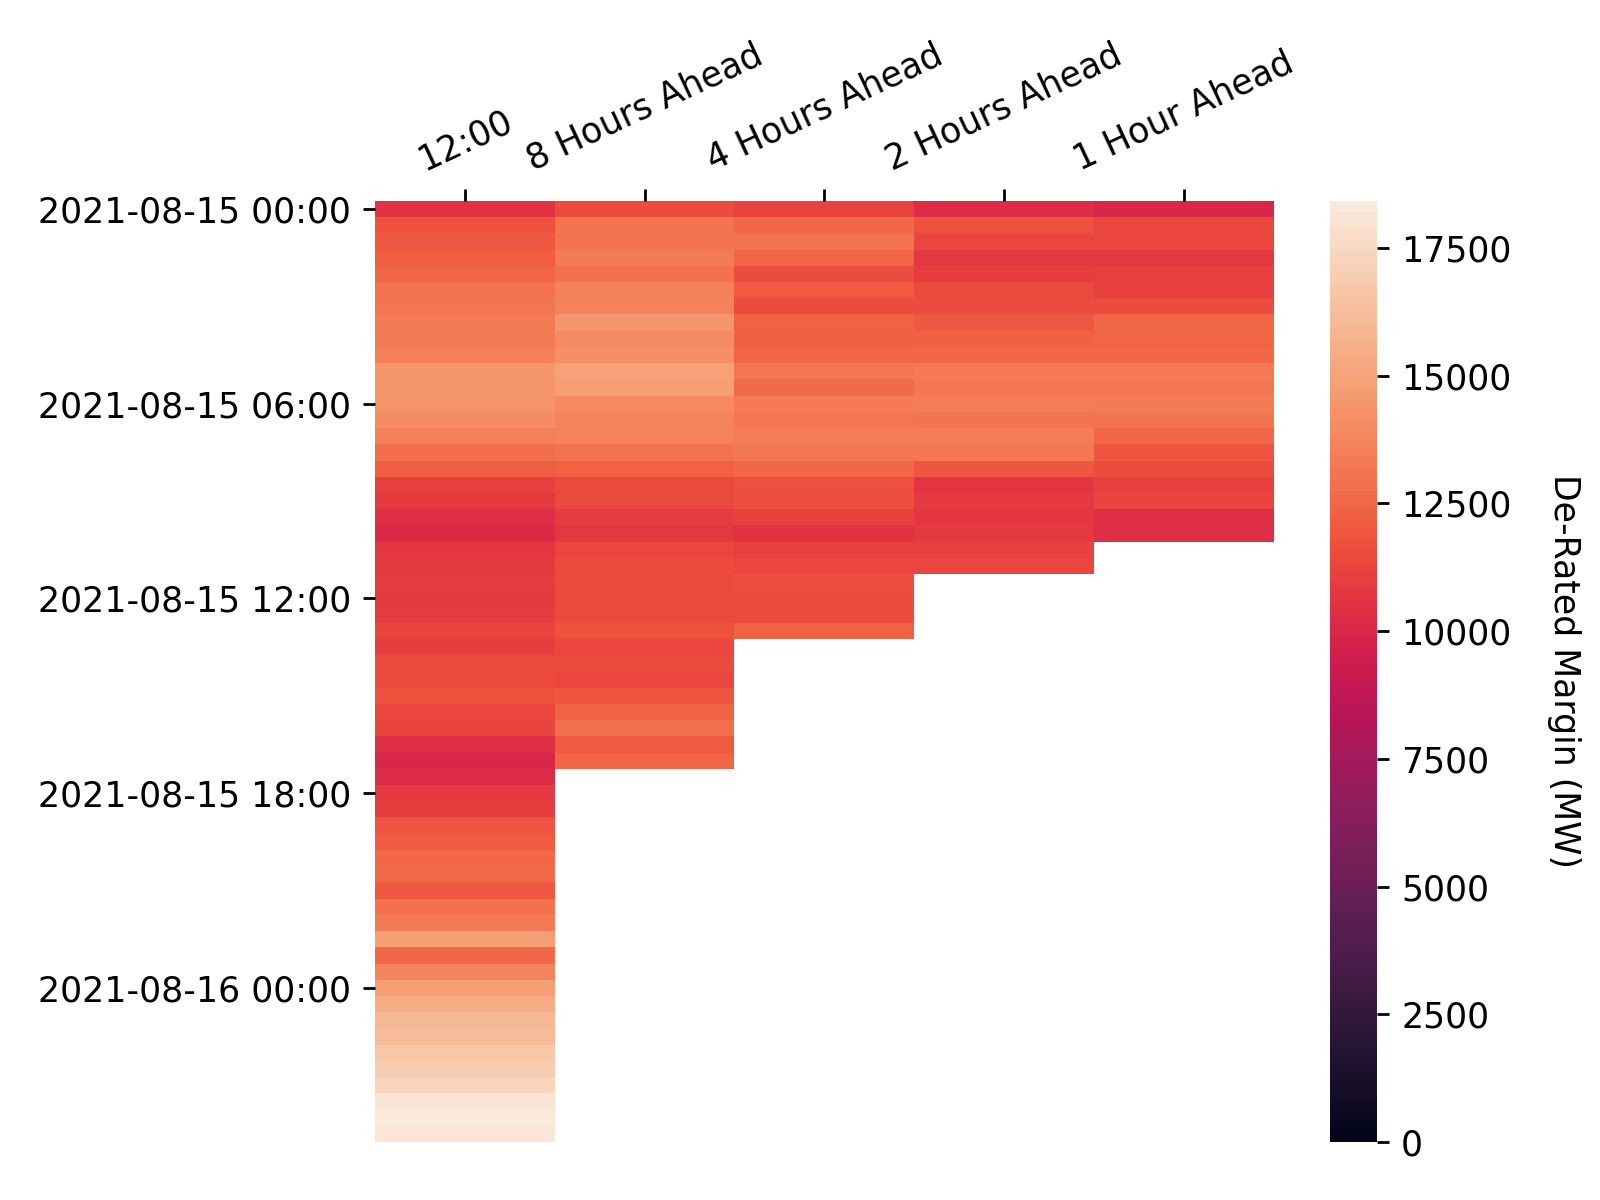 12:00
8 Hours Ahead
4 Hours Ahead
2 Hours Ahead
1 Hour Ahead
2021-08-15 00:00
2021-08-15 06:00
2021-08-15 12:00
2021-08-15 18:00
2021-08-16 00:00
17500
15000
12500
10000
7500
5000
2500
0
De-Rated Margin (MW)